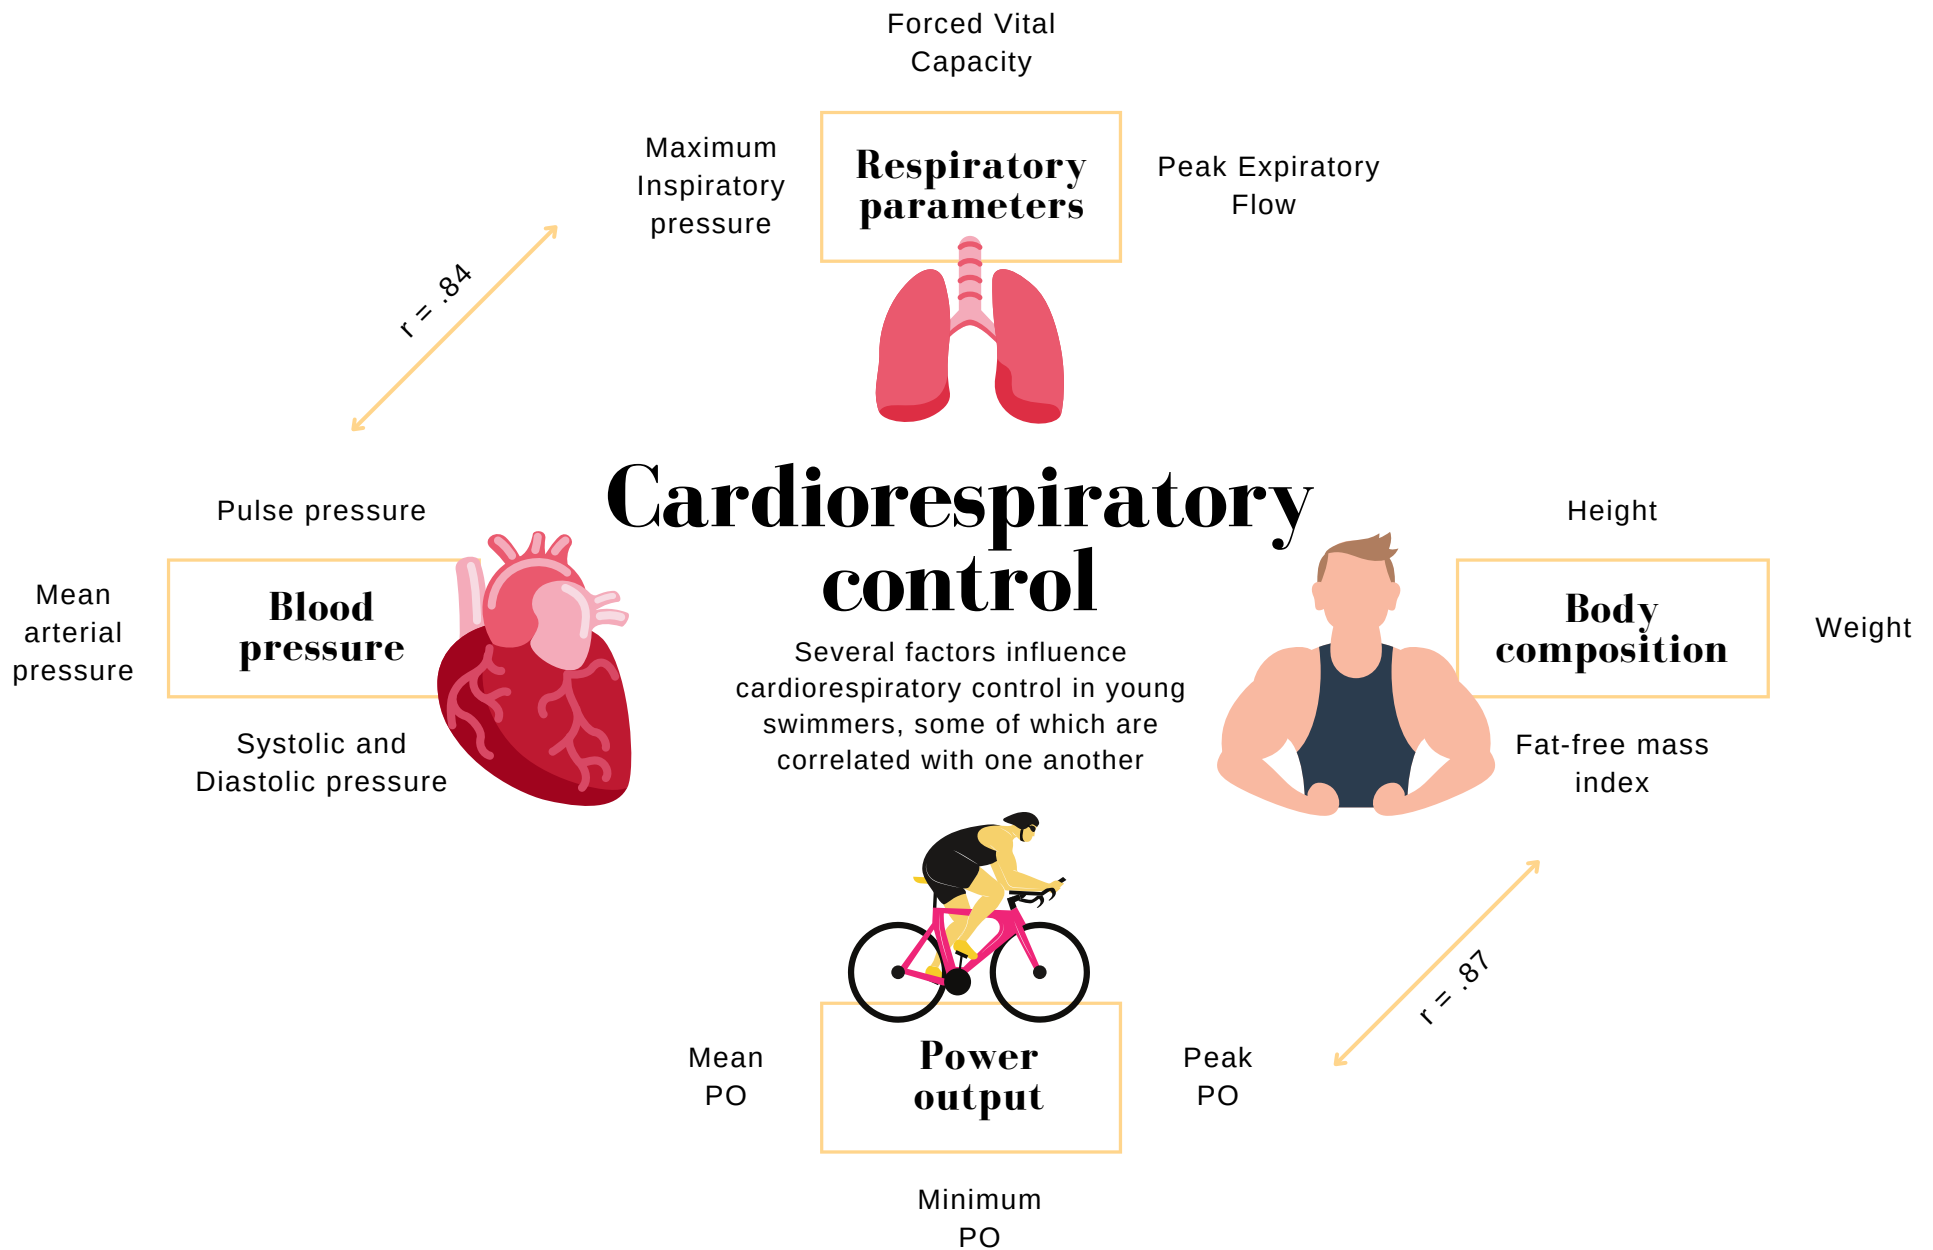 Forced Vital
Capacity
Maximum
Inspiratory
pressure
Respiratory
parameters
Peak Expiratory
Flow
r = .84
Cardiorespiratory
control
Several factors influence
cardiorespiratory control in young
swimmers, some of which are
correlated with one another
Pulse pressure
Mean
arterial
pressure
Blood
pressure
Systolic and
Diastolic pressure
Height
Body
composition
Weight
Fat-free mass
index
r = .87
Mean
PO
Power
output
Peak
PO
Minimum
PO